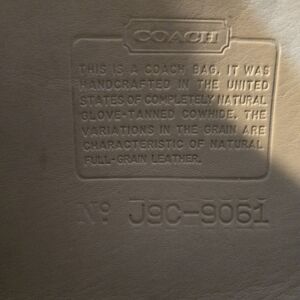 COACH
THIS IS A COACH BAG. IT WAS
HANDCRAFTED IN THE UNITED
STATES OF COMPLETELY NATURAL
GLOVE-TANNED COWHIDE. THE
VARIATIONS IN THE GRAIN ARE
CHARACTERISTIC OF NATURAL
FULL-GRAIN LEATHER.
Nº J9C-9061